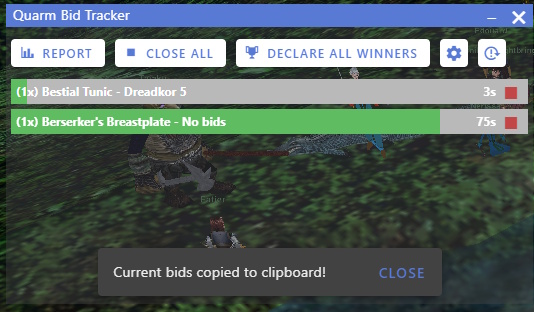 Quarm Bid Tracker
REPORT
CLOSE ALL
DECLARE ALL WINNERS
(1x) Bestial Tunic - Dreadkor 5 3s
(1x) Berserker's Breastplate - No bids 75s
Current bids copied to clipboard! CLOSE